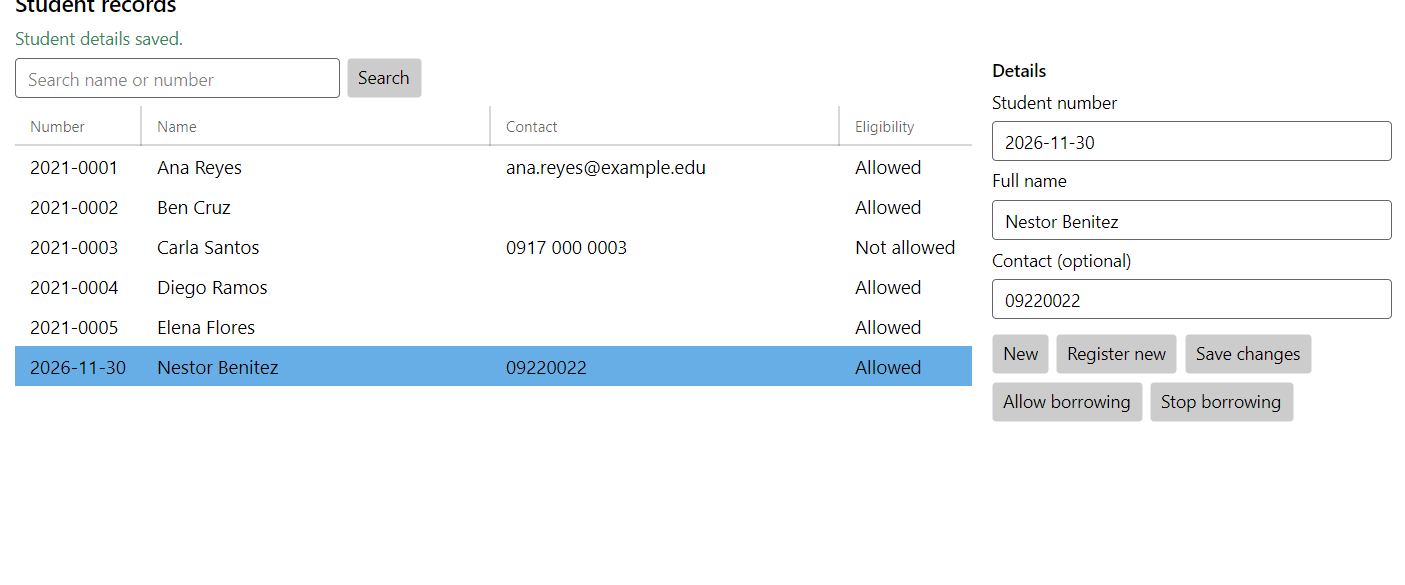 Student records
Student details saved.
Search name or number
Search
Number Name Contact Eligibility
2021-0001 Ana Reyes ana.reyes@example.edu Allowed
2021-0002 Ben Cruz Allowed
2021-0003 Carla Santos 0917 000 0003 Not allowed
2021-0004 Diego Ramos Allowed
2021-0005 Elena Flores Allowed
2026-11-30 Nestor Benitez 09220022 Allowed
Details
Student number
2026-11-30
Full name
Nestor Benitez
Contact (optional)
09220022
New Register new Save changes
Allow borrowing Stop borrowing